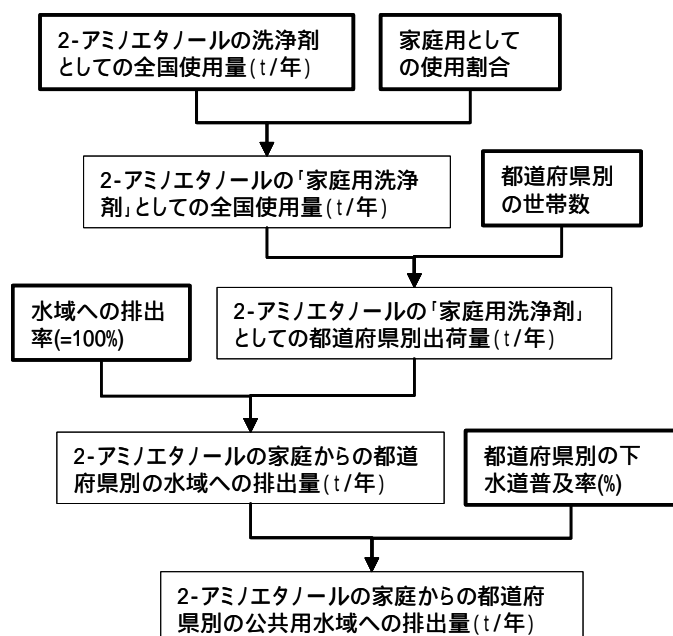 2-アミノエタノールの洗浄剤
としての全国使用量(t/年)
家庭用として
の使用割合
2-アミノエタノールの「家庭用洗浄
剤」としての全国使用量(t/年)
都道府県別
の世帯数
水域への排出
率(=100%)
2-アミノエタノールの「家庭用洗浄剤」
としての都道府県別出荷量(t/年)
2-アミノエタノールの家庭からの都道
府県別の水域への排出量(t/年)
都道府県別の下
水道普及率(%)
2-アミノエタノールの家庭からの都道府
県別の公共用水域への排出量(t/年)